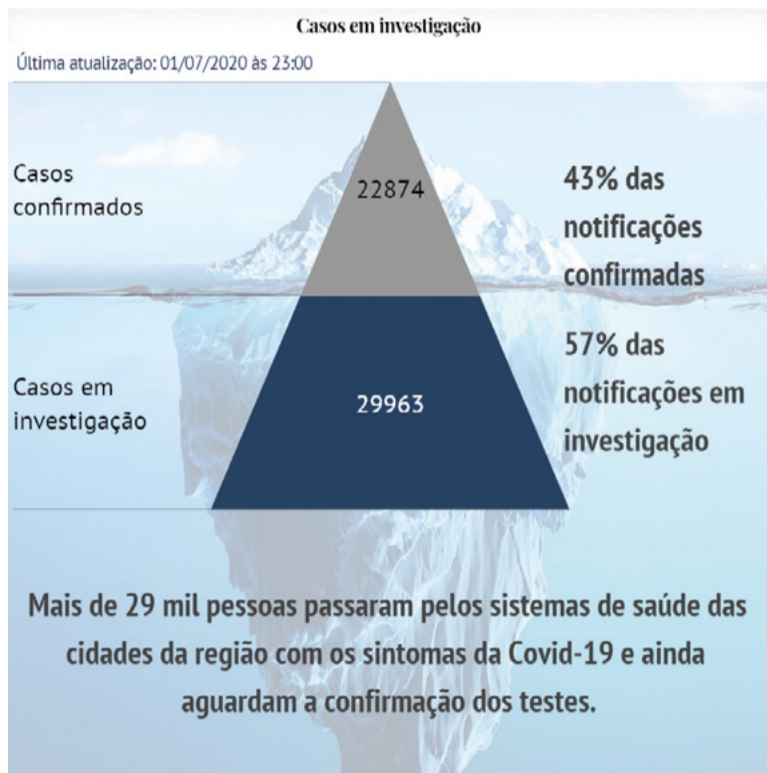 Casos em investigação
Última atualização: 01/07/2020 às 23:00
Casos
confirmados
22874
43% das
notificações
confirmadas
Casos em
investigação
29963
57% das
notificações em
investigação
Mais de 29 mil pessoas passaram pelos sistemas de saúde das
cidades da região com os sintomas da Covid-19 e ainda
aguardam a confirmação dos testes.